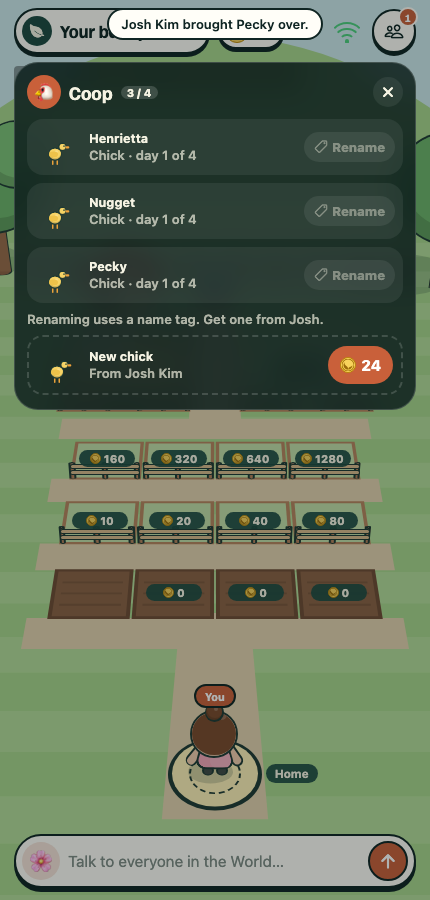 Josh Kim brought Pecky over.
Your b
1
Coop 3 / 4
Henrietta
Chick · day 1 of 4
Rename
Nugget
Chick · day 1 of 4
Rename
Pecky
Chick · day 1 of 4
Rename
Renaming uses a name tag. Get one from Josh.
New chick
From Josh Kim
24
160 320 640 1280
10 20 40 80
0 0 0
You
Home
Talk to everyone in the World...